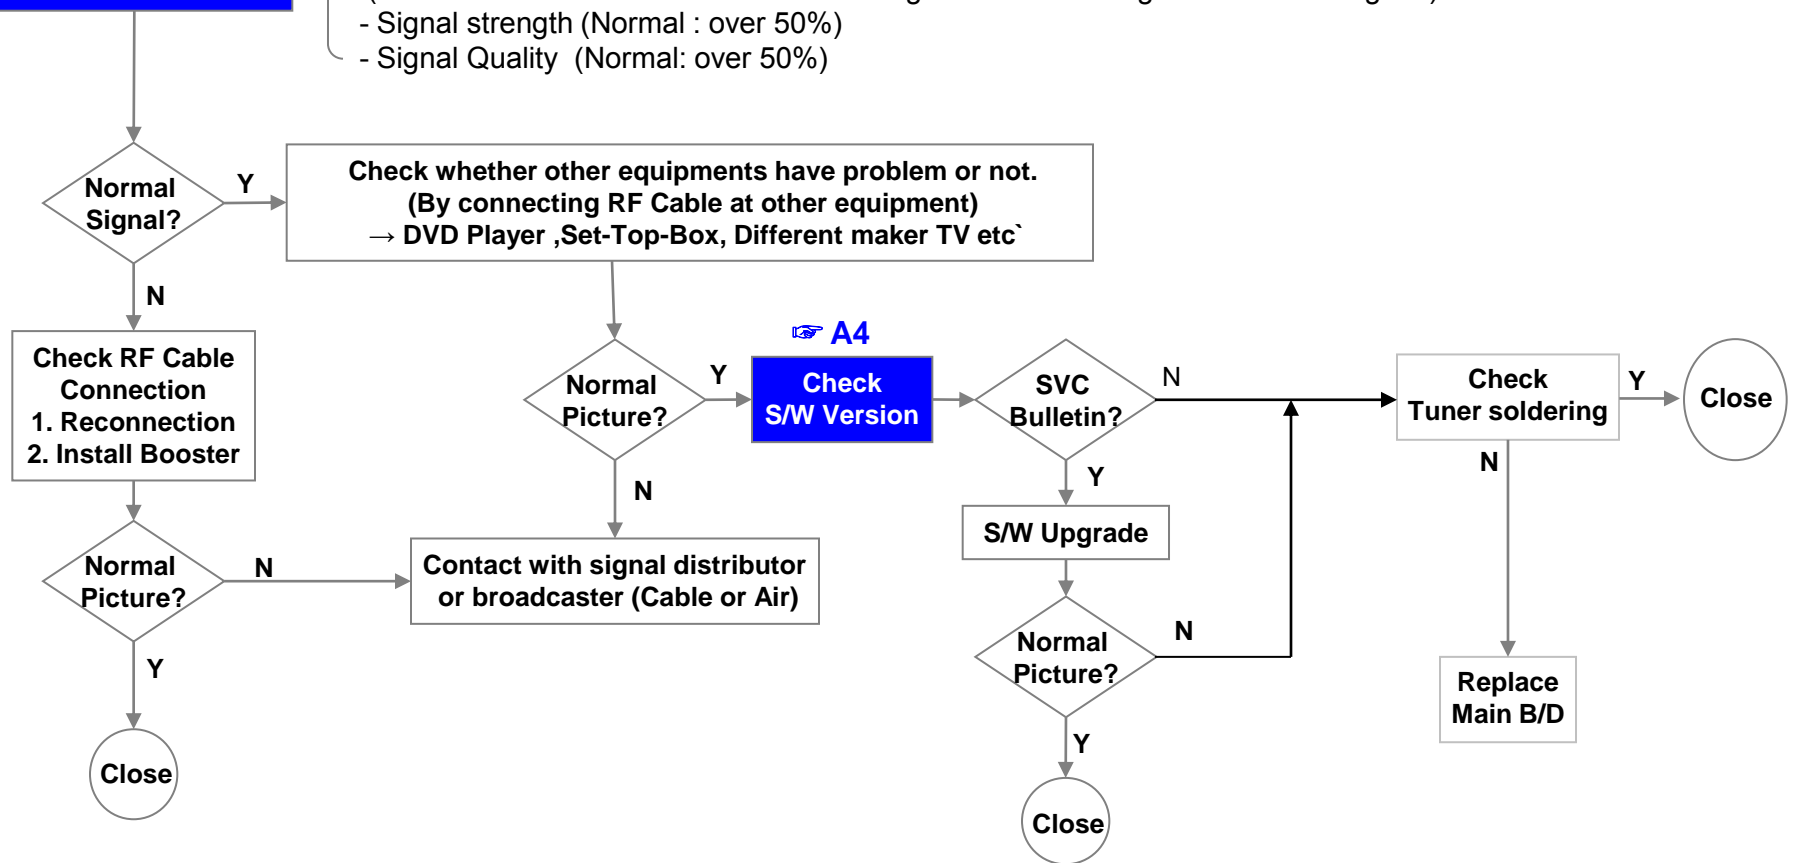 - Signal strength (Normal : over 50%)
- Signal Quality (Normal: over 50%)
Normal
Signal?
Y
Check whether other equipments have problem or not.
(By connecting RF Cable at other equipment)
→ DVD Player ,Set-Top-Box, Different maker TV etc`
N
Check RF Cable
Connection
1. Reconnection
2. Install Booster
Normal
Picture?
Y
☞ A4
Check
S/W Version
SVC
Bulletin?
N
Check
Tuner soldering
Y
Close
N
Y
N
S/W Upgrade
Normal
Picture?
N
Contact with signal distributor
or broadcaster (Cable or Air)
Y
Close
Normal
Picture?
N
Y
Close
Replace
Main B/D